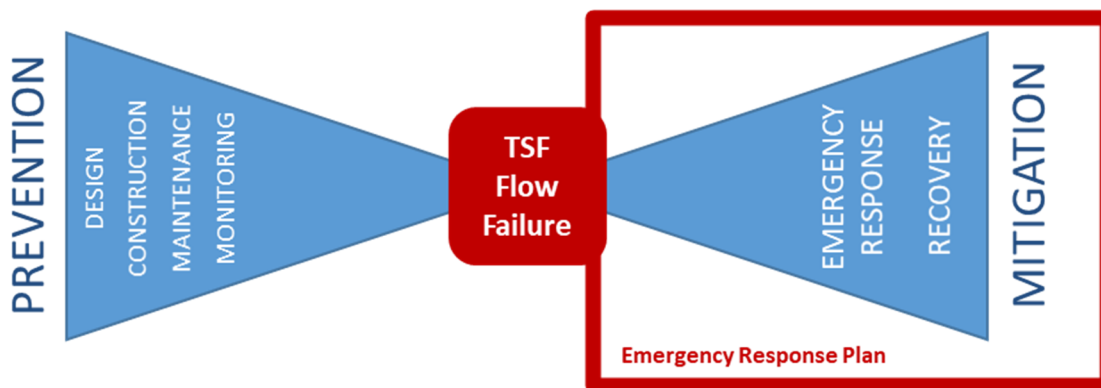 PREVENTION
DESIGN
CONSTRUCTION
MAINTENANCE
MONITORING
TSF
Flow
Failure
EMERGENCY
RESPONSE
RECOVERY
MITIGATION
Emergency Response Plan